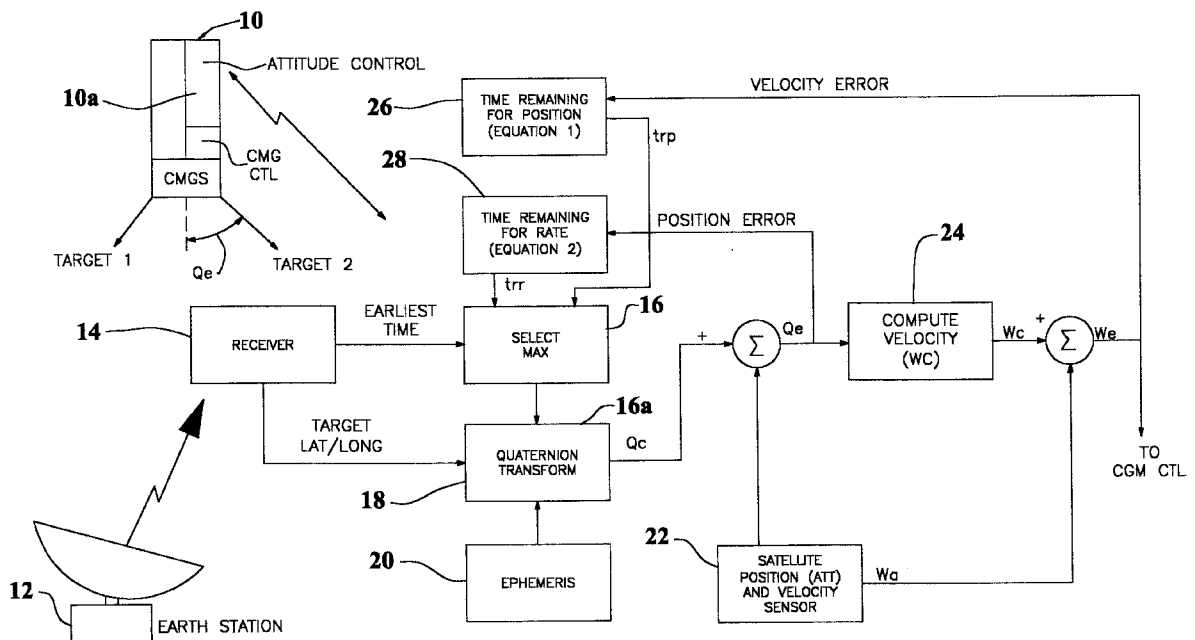 10
ATTITUDE CONTROL
10a
CMG
CTL
CMGS
TARGET 1
Qe
TARGET 2
26
TIME REMAINING
FOR POSITION
(EQUATION 1)
VELOCITY ERROR
trp
28
TIME REMAINING
FOR RATE
(EQUATION 2)
POSITION ERROR
trr
14
RECEIVER
EARLIEST
TIME
16
SELECT
MAX
TARGET
LAT/LONG
16a
QUATERNION
TRANSFORM
18
Qc
20
EPHEMERIS
+
Σ
Qe
24
COMPUTE
VELOCITY
(WC)
Wc
+
Σ
We
TO
CGM CTL
22
SATELLITE
POSITION (ATT)
AND VELOCITY
SENSOR
Wa
12
EARTH STATION